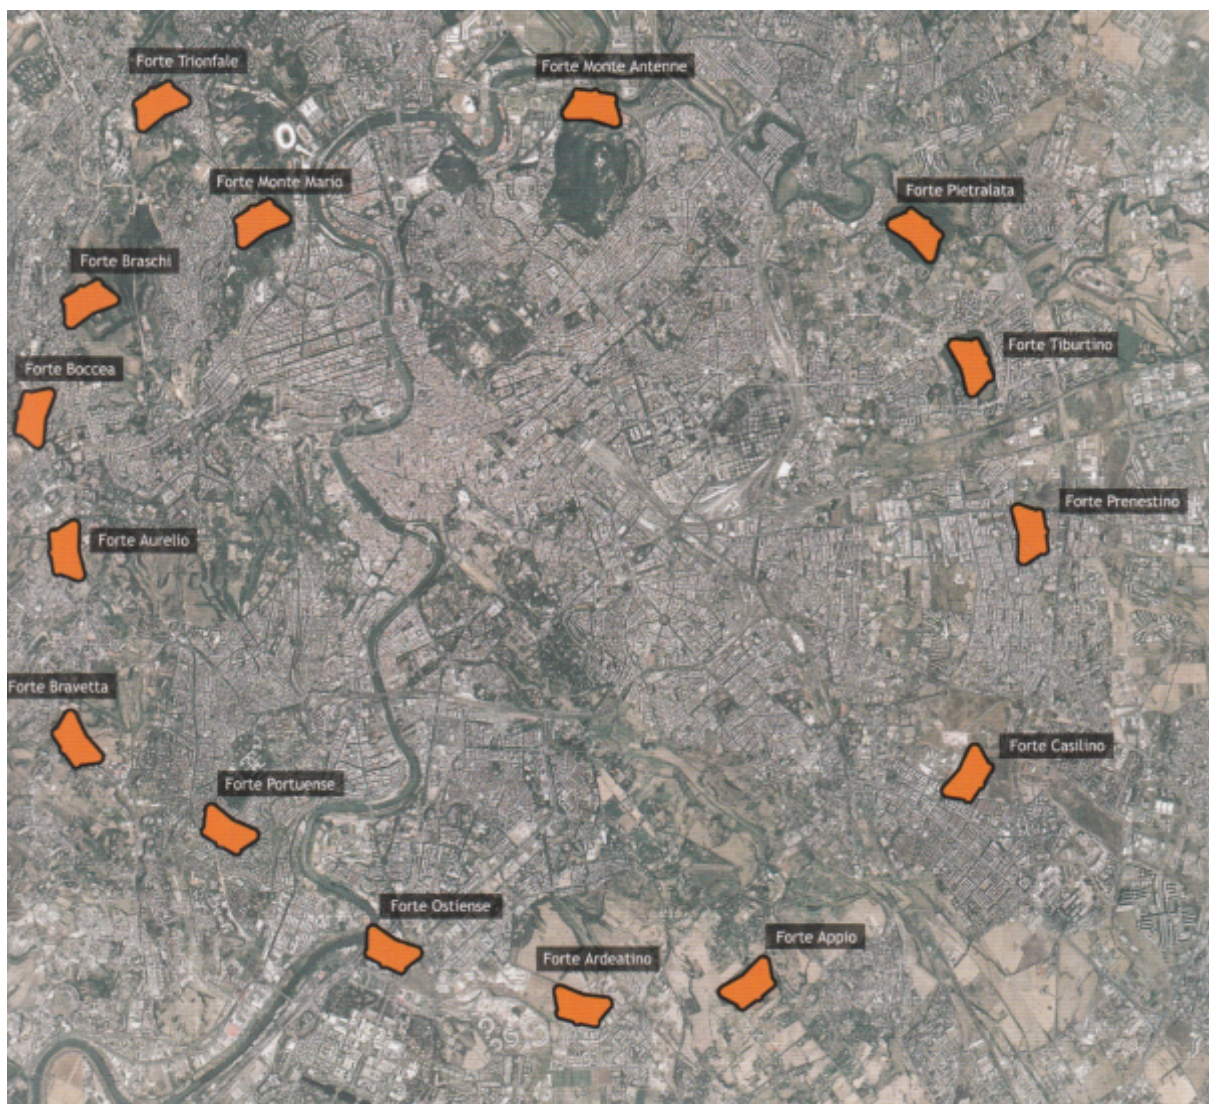 Forte Trionfale
Forte Monte Antenne
Forte Monte Mario
Forte Pietralata
Forte Braschi
Forte Tiburtino
Forte Boccea
Forte Prenestino
Forte Aurelio
Forte Bravetta
Forte Casilino
Forte Portuense
Forte Ostiense
Forte Appio
Forte Ardeatino